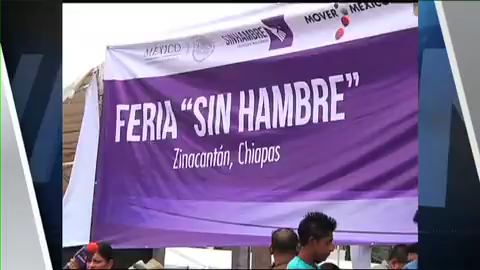 MÉXICO
SINHAMBRE
MOVER A
MÉXICO
FERIA "SIN HAMBRE"
Zinacantán, Chiapas